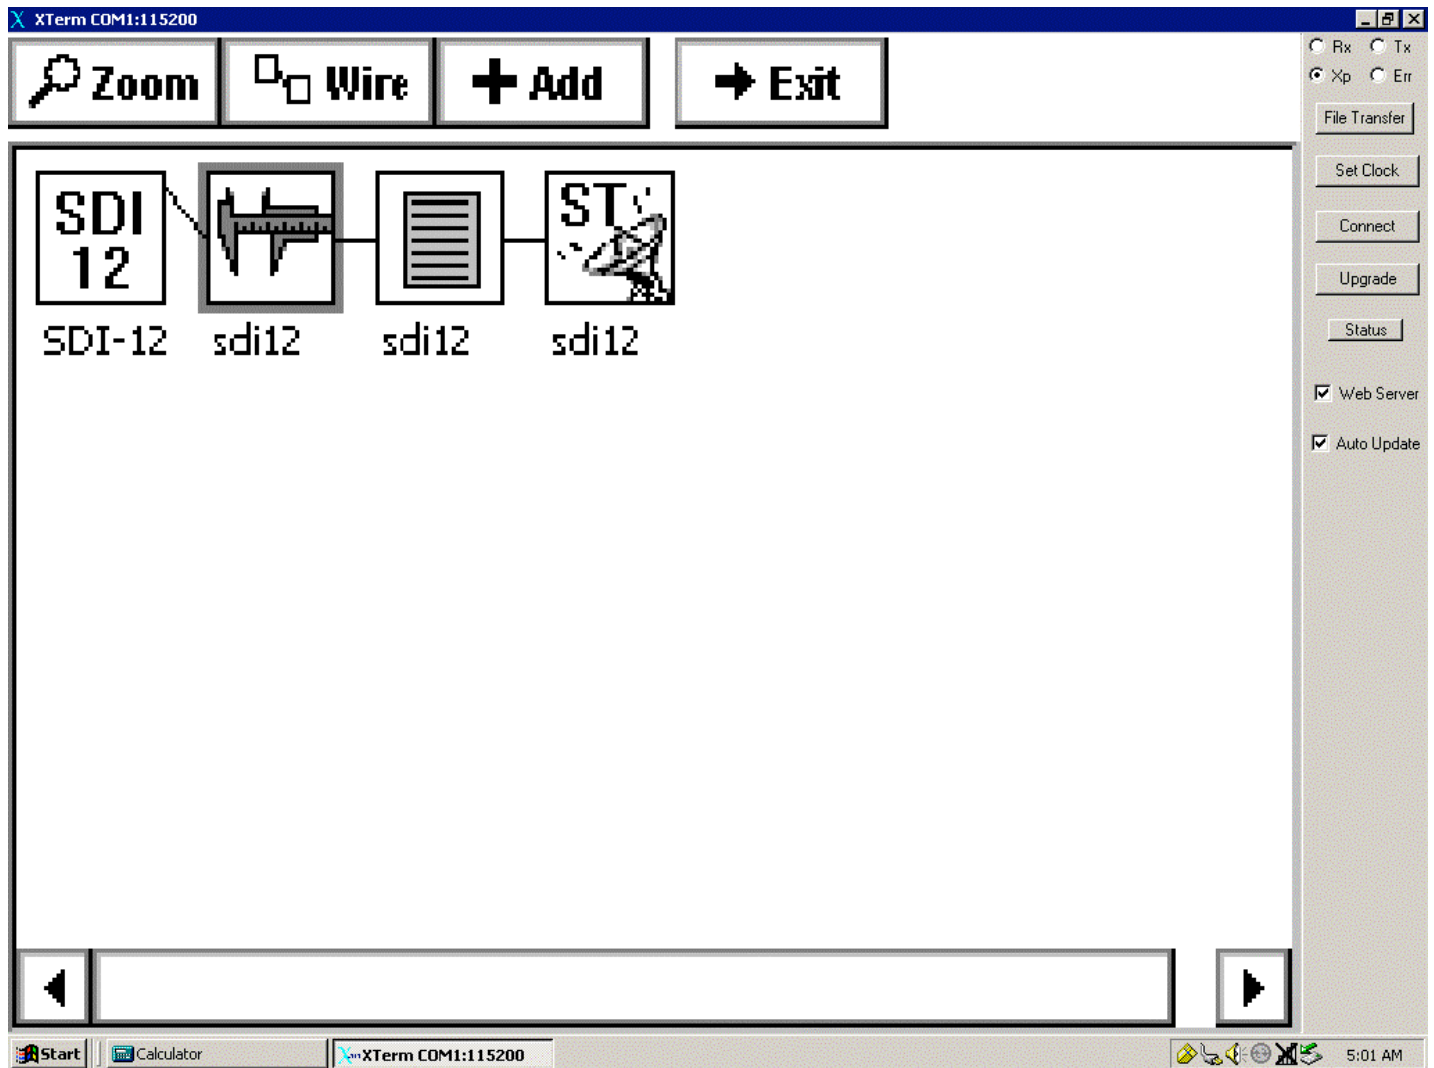 XTerm COM1:115200
Zoom
Wire
Add
Exit
Rx Tx
Xp Err
File Transfer
Set Clock
Connect
Upgrade
Status
Web Server
Auto Update
SDI
12
ST
SDI-12 sdi12 sdi12 sdi12
Start Calculator XTerm COM1:115200 5:01 AM